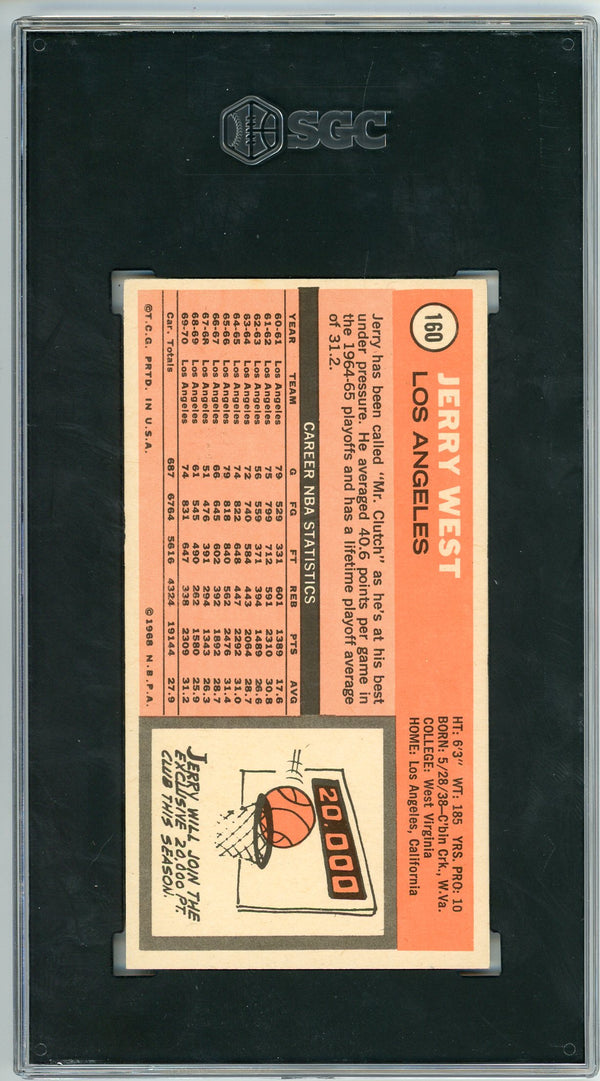 SGC
160
JERRY WEST
LOS ANGELES
HT: 6'3" WT: 185 YRS. PRO: 10
BORN: 5/28/38-C'bin Crk., W.Va.
COLLEGE: West Virginia
HOME: Los Angeles, California
Jerry has been called "Mr. Clutch" as he's at his best
under pressure. He averaged 40.6 points per game in
the 1964-65 playoffs and has a lifetime playoff average
of 31.2.
CAREER NBA STATISTICS
YEAR TEAM G FG FT REB PTS AVG
60-61 Los Angeles 79 529 331 601 1389 17.6
61-62 Los Angeles 75 799 712 591 2310 30.8
62-63 Los Angeles 56 559 371 394 1489 26.6
63-64 Los Angeles 72 740 584 443 2064 28.7
64-65 Los Angeles 74 822 648 447 2292 31.0
65-66 Los Angeles 79 818 840 562 2476 31.4
66-67 Los Angeles 66 645 602 392 1892 28.7
67-68 Los Angeles 51 476 391 294 1343 26.3
68-69 Los Angeles 61 545 490 262 1580 25.9
69-70 Los Angeles 74 831 647 338 2309 31.2
Car. Totals 687 6764 5616 4324 19144 27.9
©T.C.G. PRTD. IN U.S.A. ©1968 N.B.P.A.
20.000
JERRY WILL JOIN THE
EXCLUSIVE 20,000 PT.
CLUB THIS SEASON.